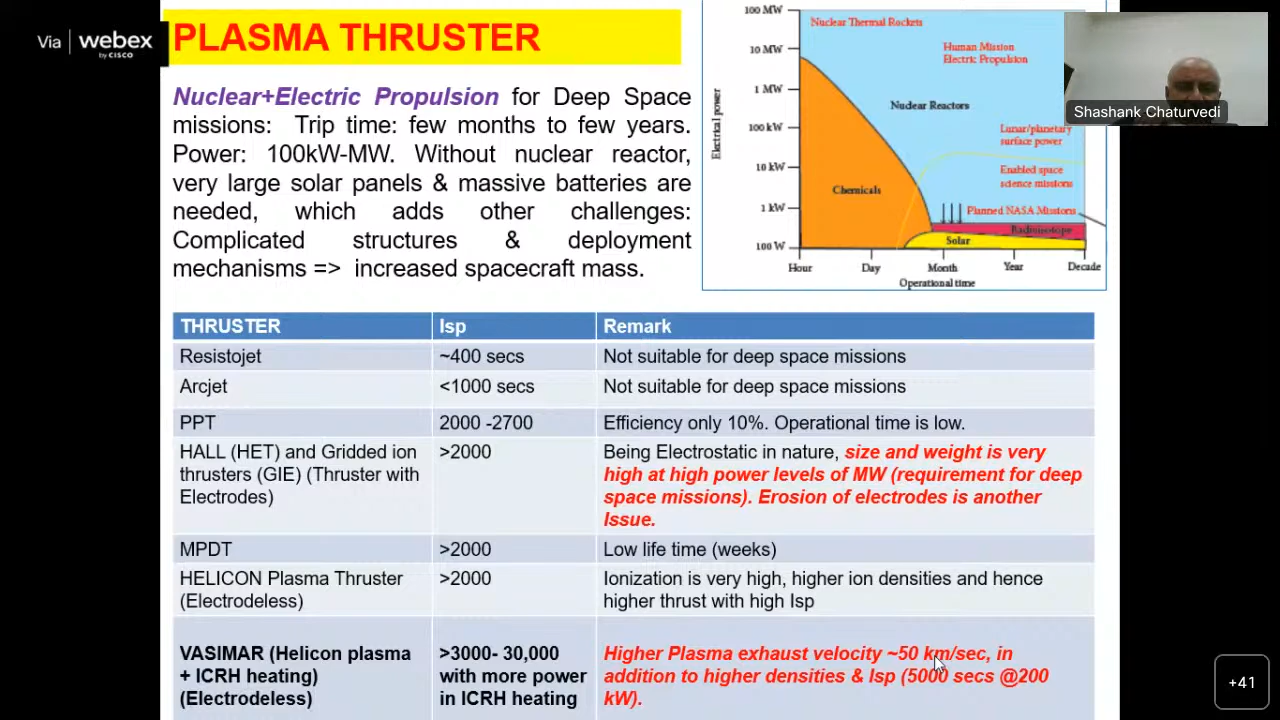 Via webex
by CISCO
PLASMA THRUSTER
Nuclear+Electric Propulsion for Deep Space
missions: Trip time: few months to few years.
Power: 100kW-MW. Without nuclear reactor,
very large solar panels & massive batteries are
needed, which adds other challenges:
Complicated structures & deployment
mechanisms => increased spacecraft mass.
100 MW
10 MW
1 MW
100 kW
10 kW
1 kW
100 W
Electrical power
Nuclear Thermal Rockets
Human Mission
Electric Propulsion
Nuclear Reactors
Lunar/planetary
surface power
Enabled space
science missions
Chemicals
Planned NASA Missions
Radioisotope
Solar
Hour Day Month Year Decade
Operational time
Shashank Chaturvedi
THRUSTER Isp Remark
Resistojet ~400 secs Not suitable for deep space missions
Arcjet <1000 secs Not suitable for deep space missions
PPT 2000 -2700 Efficiency only 10%. Operational time is low.
HALL (HET) and Gridded ion >2000 Being Electrostatic in nature, size and weight is very
thrusters (GIE) (Thruster with high at high power levels of MW (requirement for deep
Electrodes) space missions). Erosion of electrodes is another
Issue.
MPDT >2000 Low life time (weeks)
HELICON Plasma Thruster >2000 Ionization is very high, higher ion densities and hence
(Electrodeless) higher thrust with high Isp
VASIMAR (Helicon plasma >3000- 30,000 Higher Plasma exhaust velocity ~50 km/sec, in
+ ICRH heating) with more power addition to higher densities & Isp (5000 secs @200
(Electrodeless) in ICRH heating kW).
+41